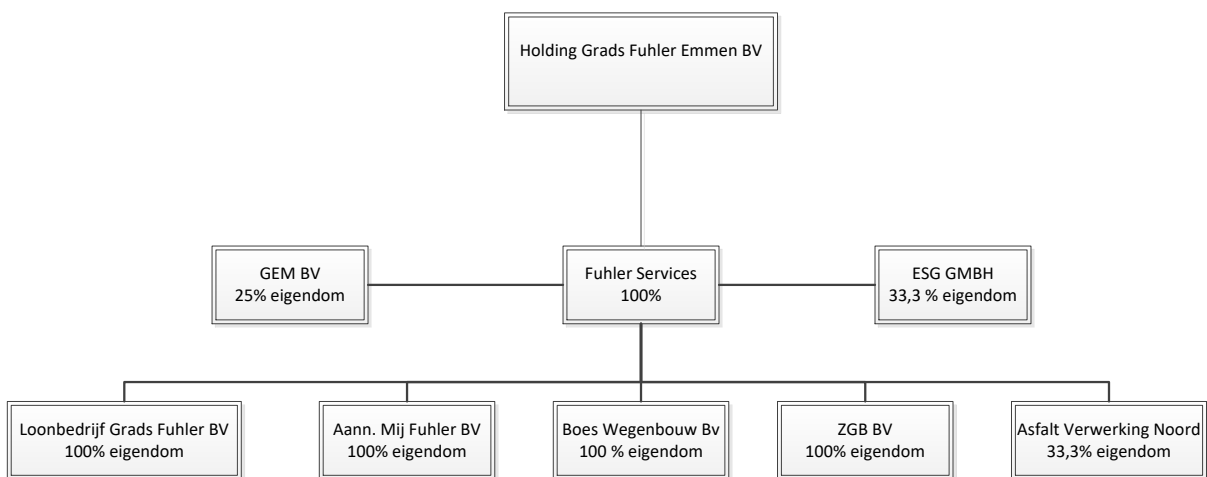 Holding Grads Fuhler Emmen BV
GEM BV
25% eigendom
Fuhler Services
100%
ESG GMBH
33,3 % eigendom
Loonbedrijf Grads Fuhler BV
100% eigendom
Aann. Mij Fuhler BV
100% eigendom
Boes Wegenbouw Bv
100 % eigendom
ZGB BV
100% eigendom
Asfalt Verwerking Noord
33,3% eigendom